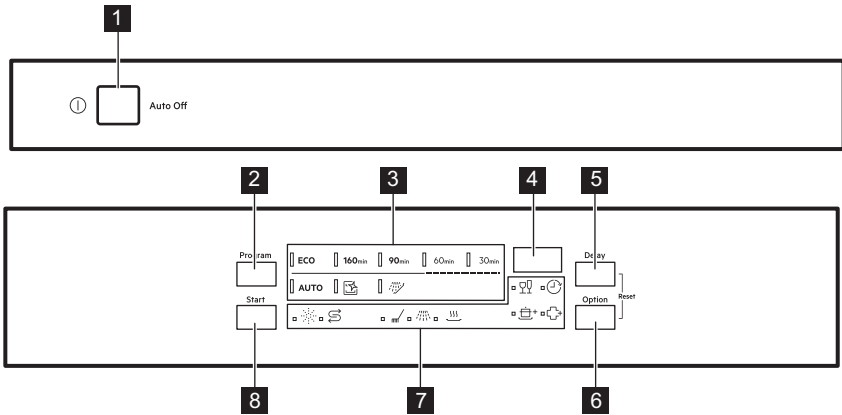 1
Auto Off
2
3
4
5
Program
ECO
160min
90min
60min
30min
Delay
AUTO
Start
Option
Reset
8
7
6